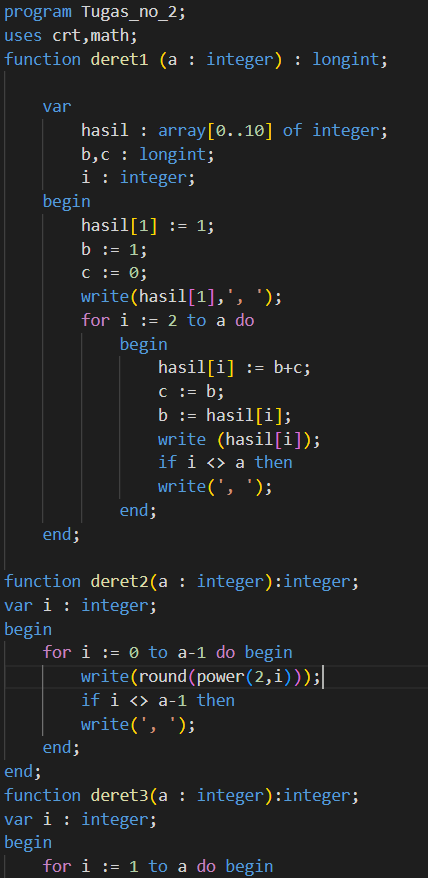 program Tugas_no_2;
uses crt,math;
function deret1 (a : integer) : longint;
    var
        hasil : array[0..10] of integer;
        b,c : longint;
        i : integer;
    begin
        hasil[1] := 1;
        b := 1;
        c := 0;
        write(hasil[1],', ');
        for i := 2 to a do
            begin
                hasil[i] := b+c;
                c := b;
                b := hasil[i];
                write (hasil[i]);
                if i <> a then
                write(', ');
            end;
    end;
function deret2(a : integer):integer;
var i : integer;
begin
    for i := 0 to a-1 do begin
        write(round(power(2,i)));
        if i <> a-1 then
        write(', ');
    end;
end;
function deret3(a : integer):integer;
var i : integer;
begin
    for i := 1 to a do begin